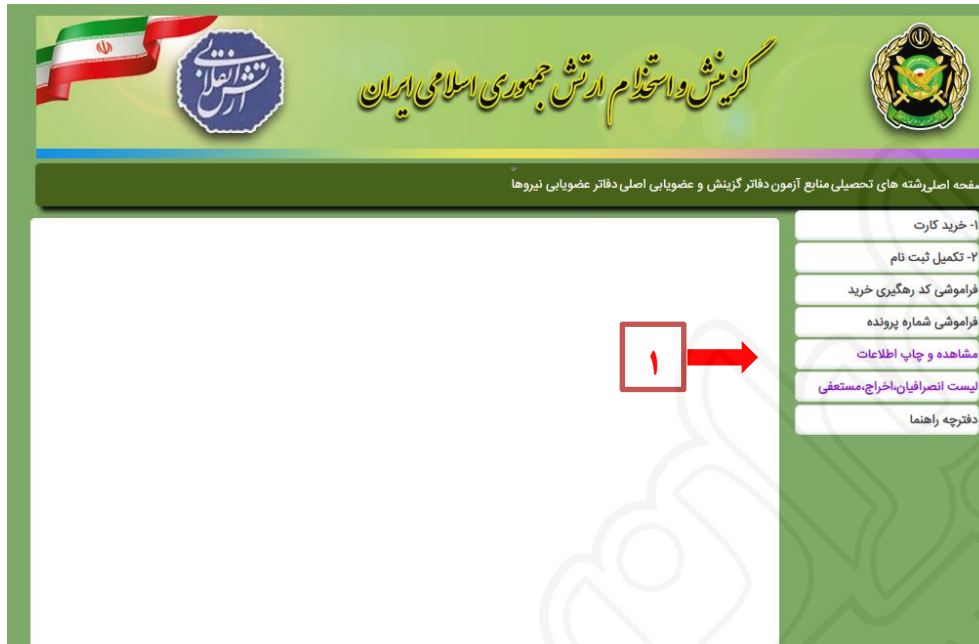 گزینش و استخدام ارتش جمهوری اسلامی ایران
ارتش انقلابی
صفحه اصلی رشته های تحصیلی منابع آزمون دفاتر گزینش و عضویابی اصلی دفاتر عضویابی نیروها
۱- خرید کارت
۲- تکمیل ثبت نام
فراموشی کد رهگیری خرید
فراموشی شماره پرونده
مشاهده و چاپ اطلاعات
۱
لیست انصرافیان،اخراج،مستعفی
دفترچه راهنما